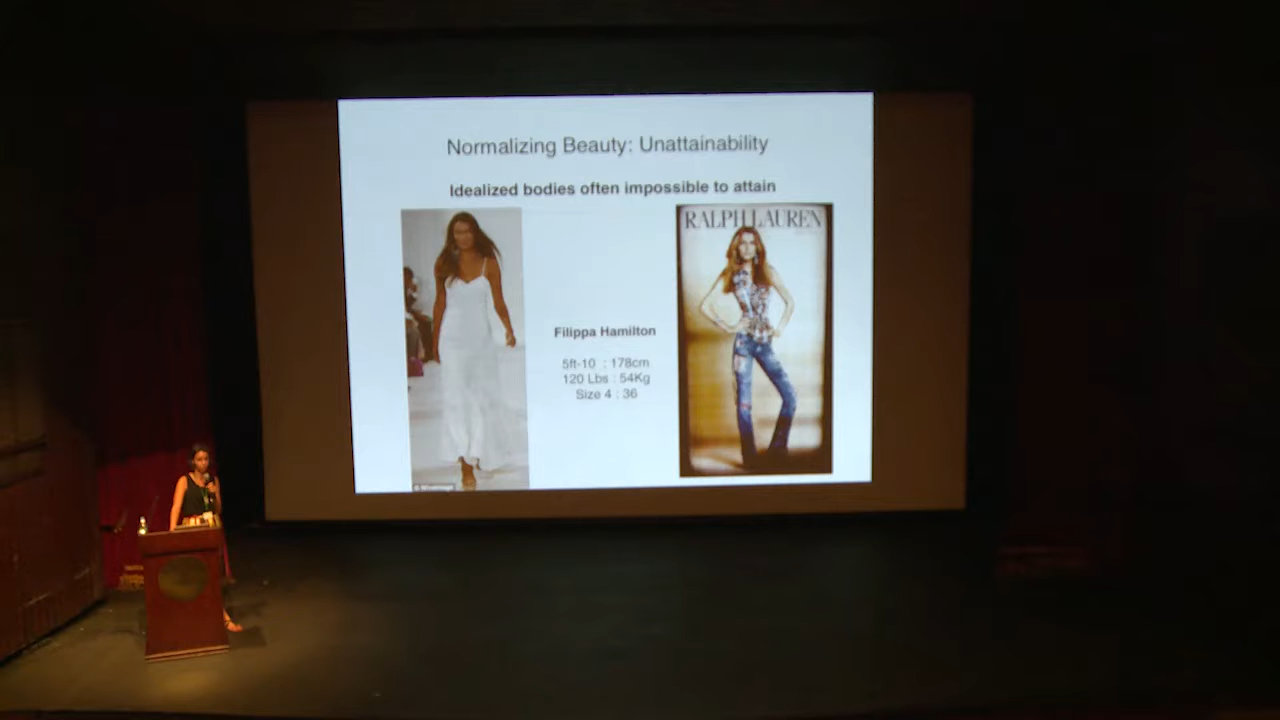 Normalizing Beauty: Unattainability
Idealized bodies often impossible to attain
RALPH LAUREN
Filippa Hamilton
5ft-10 : 178cm
120 Lbs : 54Kg
Size 4 : 36